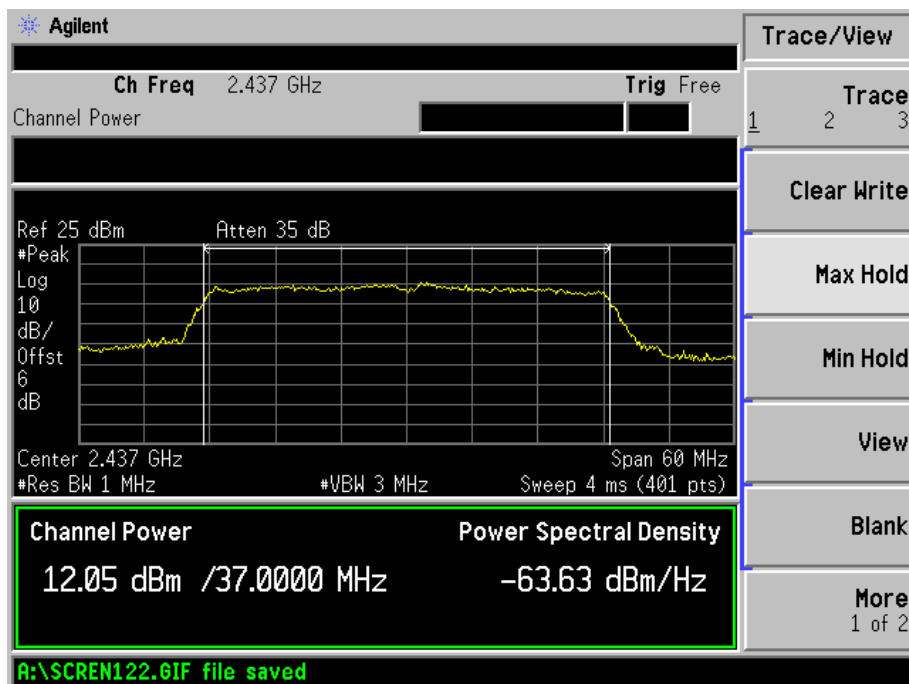 Agilent
Trace/View
Ch Freq 2.437 GHz Trig Free
Channel Power
Trace
1 2 3
Clear Write
Max Hold
Min Hold
View
Blank
More
1 of 2
Ref 25 dBm Atten 35 dB
#Peak
Log
10
dB/
Offst
6
dB
Center 2.437 GHz Span 60 MHz
#Res BW 1 MHz #VBW 3 MHz Sweep 4 ms (401 pts)
Channel Power Power Spectral Density
12.05 dBm /37.0000 MHz -63.63 dBm/Hz
A:\SCREN122.GIF file saved